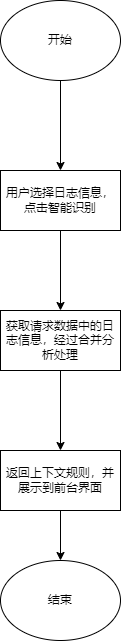 开始
用户选择日志信息，
点击智能识别
获取请求数据中的日
志信息，经过合并分
析处理
返回上下文规则，并
展示到前台界面
结束